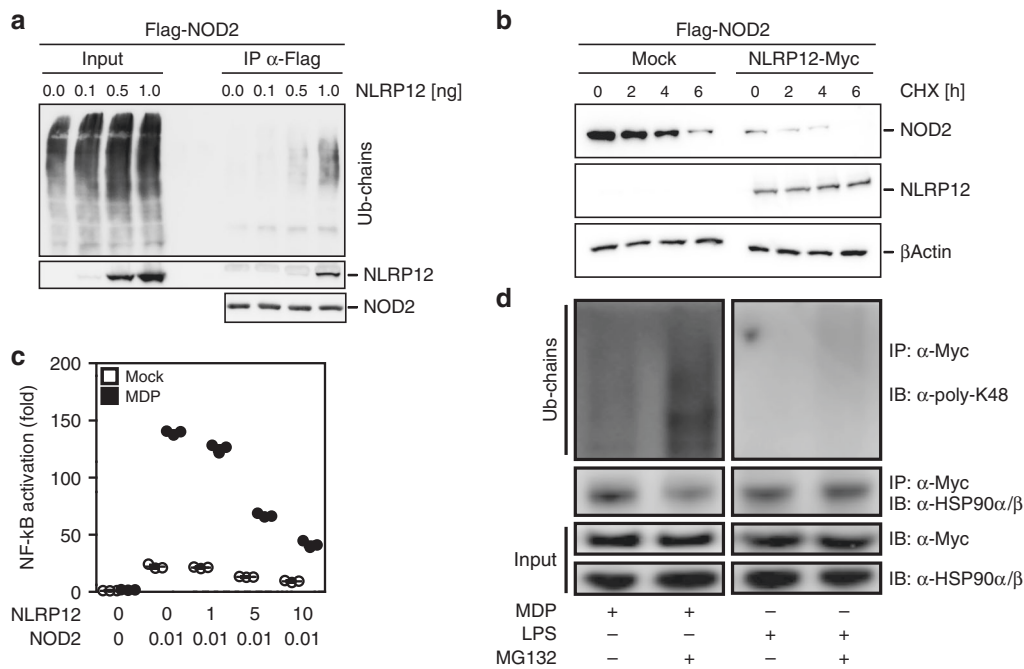 a
Flag-NOD2
Input IP α-Flag
0.0 0.1 0.5 1.0 0.0 0.1 0.5 1.0 NLRP12 [ng]
Ub-chains
NLRP12
NOD2
b
Flag-NOD2
Mock NLRP12-Myc
0 2 4 6 0 2 4 6 CHX [h]
NOD2
NLRP12
βActin
c
200
150
100
50
0
NF-kB activation (fold)
Mock
MDP
NLRP12 0 0 1 5 10
NOD2 0 0.01 0.01 0.01 0.01
d
Ub-chains
IP: α-Myc
IB: α-poly-K48
IP: α-Myc
IB: α-HSP90α/β
Input
IB: α-Myc
IB: α-HSP90α/β
MDP + + – –
LPS – – + +
MG132 – + – +